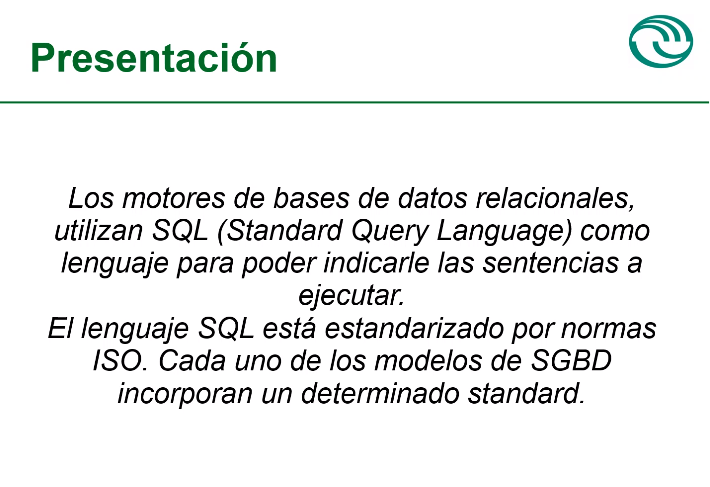 Presentación
Los motores de bases de datos relacionales,
utilizan SQL (Standard Query Language) como
lenguaje para poder indicarle las sentencias a
ejecutar.
El lenguaje SQL está estandarizado por normas
ISO. Cada uno de los modelos de SGBD
incorporan un determinado standard.